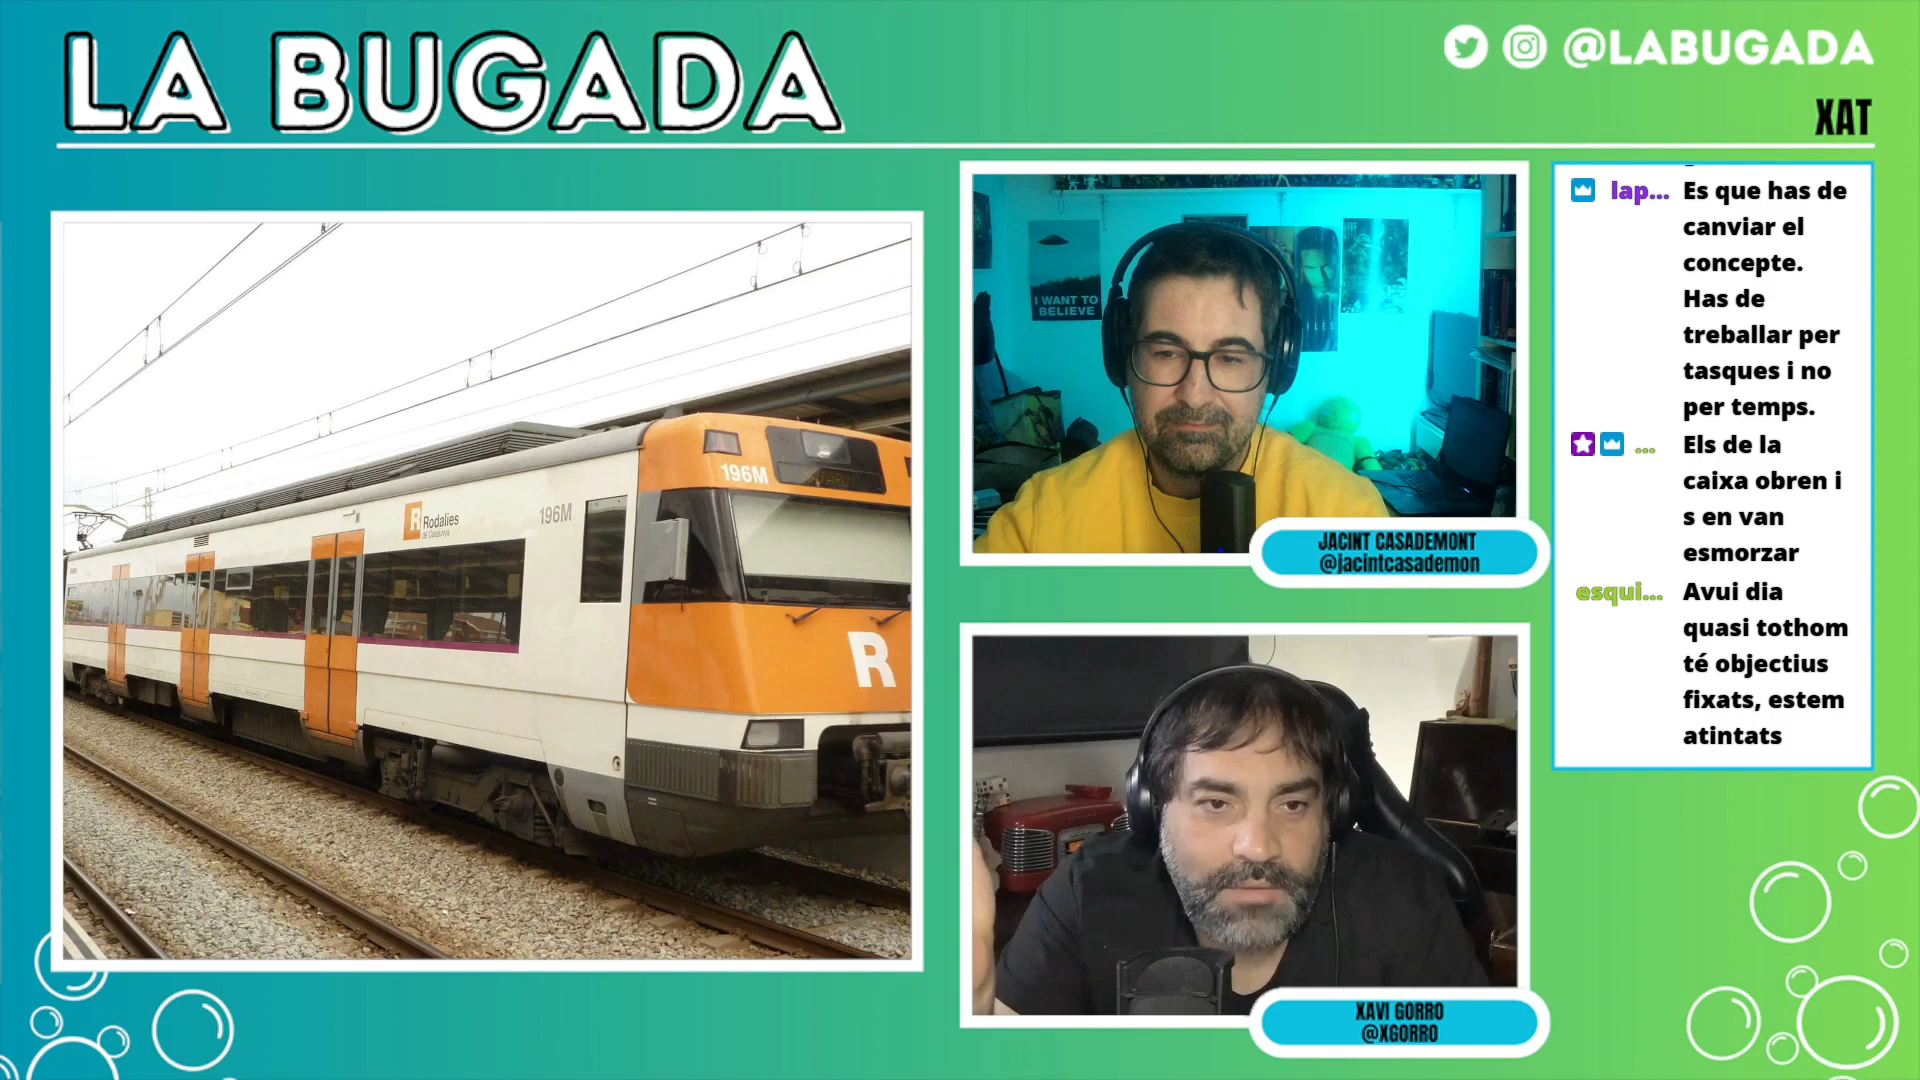 LA BUGADA
@LABUGADA
XAT
196M
Rodalies
de Catalunya
196M
R
R
I WANT TO
BELIEVE
JACINT CASADEMONT
@jacintcasademon
XAVI GORRO
@XGORRO
lap... Es que has de
canviar el
concepte.
Has de
treballar per
tasques i no
per temps.
... Els de la
caixa obren i
s en van
esmorzar
esqui... Avui dia
quasi tothom
té objectius
fixats, estem
atintats